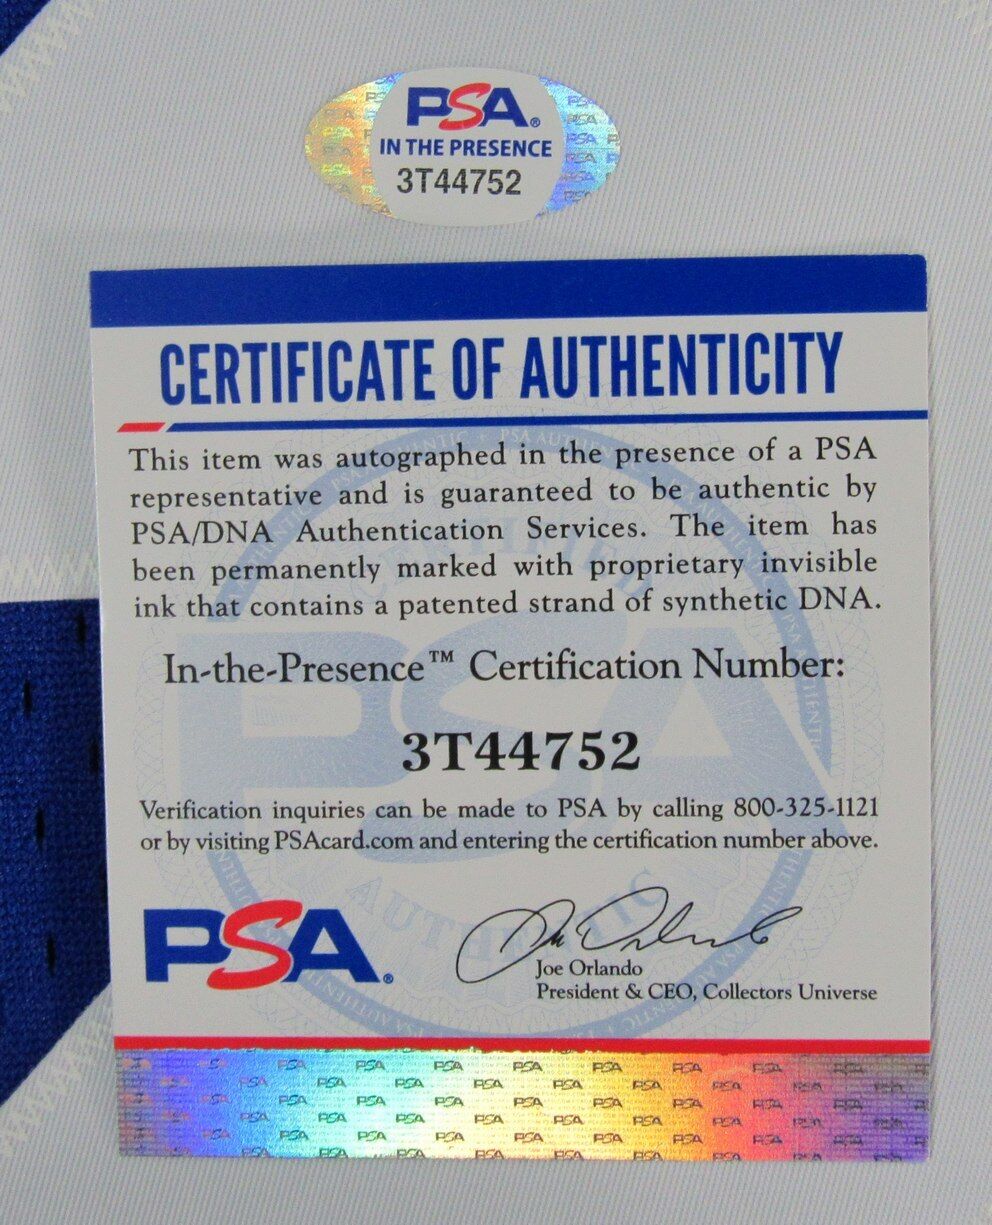 PSA®
IN THE PRESENCE
3T44752
CERTIFICATE OF AUTHENTICITY
This item was autographed in the presence of a PSA
representative and is guaranteed to be authentic by
PSA/DNA Authentication Services. The item has
been permanently marked with proprietary invisible
ink that contains a patented strand of synthetic DNA.
In-the-Presence™ Certification Number:
3T44752
Verification inquiries can be made to PSA by calling 800-325-1121
or by visiting PSAcard.com and entering the certification number above.
PSA®
Joe Orlando
President & CEO, Collectors Universe